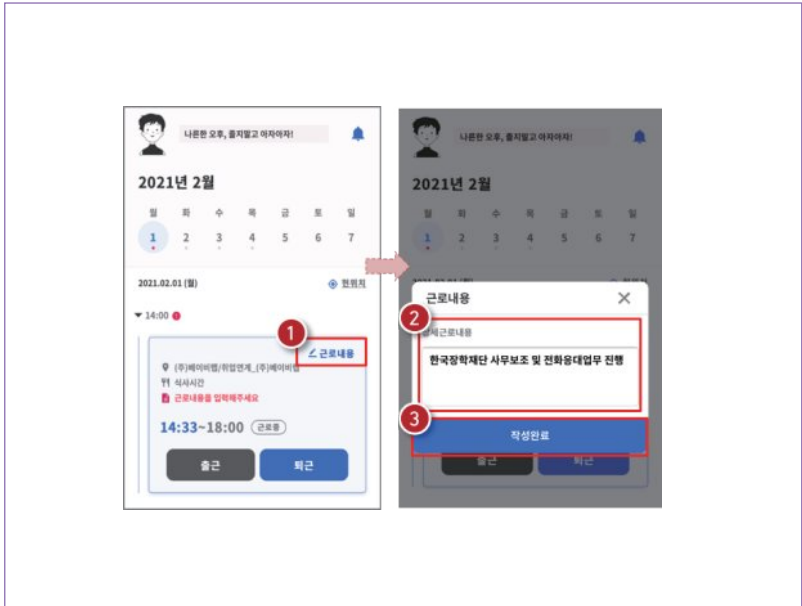 나른한 오후, 졸지말고 아자아자!
2021년 2월
월 화 수 목 금 토 일
1 2 3 4 5 6 7
2021.02.01 (월) 현위치
14:00
1
근로내용
(주)베이비랩/취업연계_(주)베이비랩
식사시간
근로내용을 입력해주세요
14:33~18:00 근로중
출근 퇴근
나른한 오후, 졸지말고 아자아자!
2021년 2월
월 화 수 목 금 토 일
1 2 3 4 5 6 7
근로내용
2
상세근로내용
한국장학재단 사무보조 및 전화응대업무 진행
3
작성완료
출근 퇴근